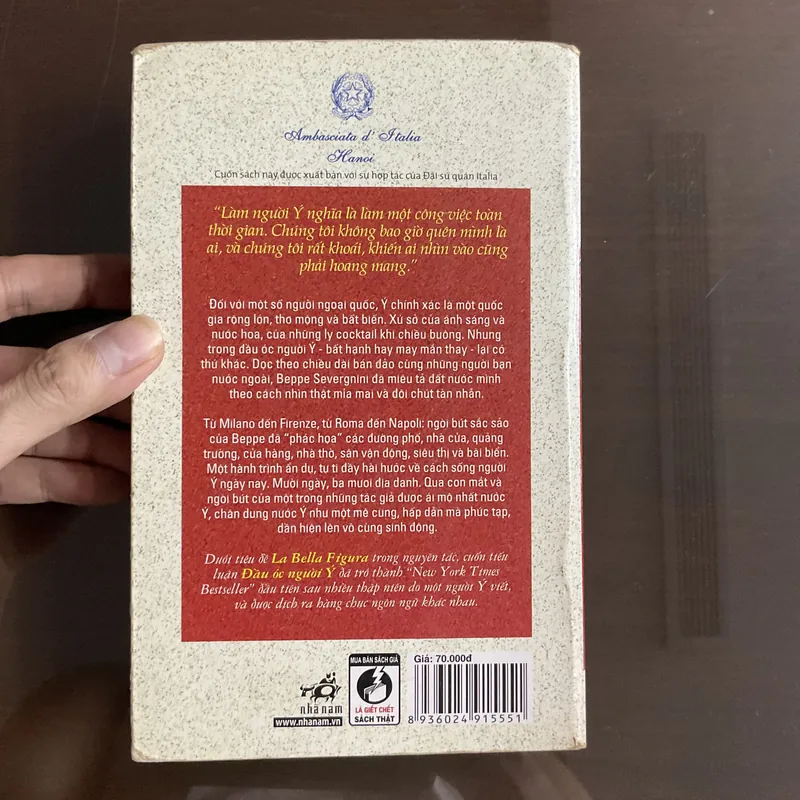 Ambasciata d' Italia
Hanoi
Cuốn sách này được xuất bản với sự hợp tác của Đại sứ quán Italia
“Làm người Ý nghĩa là làm một công việc toàn
thời gian. Chúng tôi không bao giờ quên mình là
ai, và chúng tôi rất khoái, khiến ai nhìn vào cũng
phải hoang mang.”
Đối với một số người ngoại quốc, Ý chính xác là một quốc
gia rộng lớn, thơ mộng và bất biến. Xứ sở của ánh sáng và
nước hoa, của những ly cocktail khi chiều buông. Nhưng
trong đầu óc người Ý - bất hạnh hay may mắn thay - lại có
thứ khác. Dọc theo chiều dài bán đảo cùng những người bạn
nước ngoài, Beppe Severgnini đã miêu tả đất nước mình
theo cách nhìn thật mỉa mai và đôi chút tàn nhẫn.
Từ Milano đến Firenze, từ Roma đến Napoli: ngòi bút sắc sảo
của Beppe đã “phác họa” các đường phố, nhà cửa, quảng
trường, cửa hàng, nhà thờ, sân vận động, siêu thị và bãi biển.
Một hành trình ẩn dụ, tự ti đầy hài hước về cách sống người
Ý ngày nay. Mười ngày, ba mươi địa danh. Qua con mắt và
ngòi bút của một trong những tác giả được ái mộ nhất nước
Ý, chân dung nước Ý như một mê cung, hấp dẫn mà phức tạp,
dần hiện lên vô cùng sinh động.
Dưới tiêu đề La Bella Figura trong nguyên tác, cuốn tiểu
luận Đầu óc người Ý đã trở thành “New York Times
Bestseller” đầu tiên sau nhiều thập niên do một người Ý viết,
và được dịch ra hàng chục ngôn ngữ khác nhau.
nhã nam
www.nhanam.vn
MUA BÁN SÁCH GIẢ
LÀ GIẾT CHẾT
SÁCH THẬT
Giá: 70.000đ
8 936024 915551